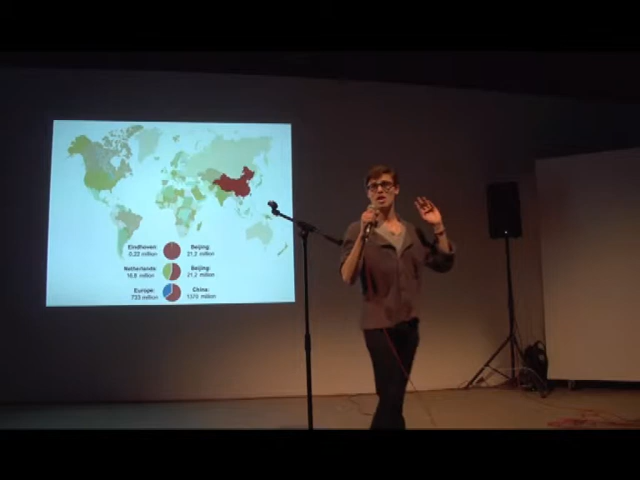 Eindhoven: Beijing:
0,22 million 21,2 million
Netherlands: Beijing:
16,8 million 21,2 million
Europe: China:
733 million 1370 million